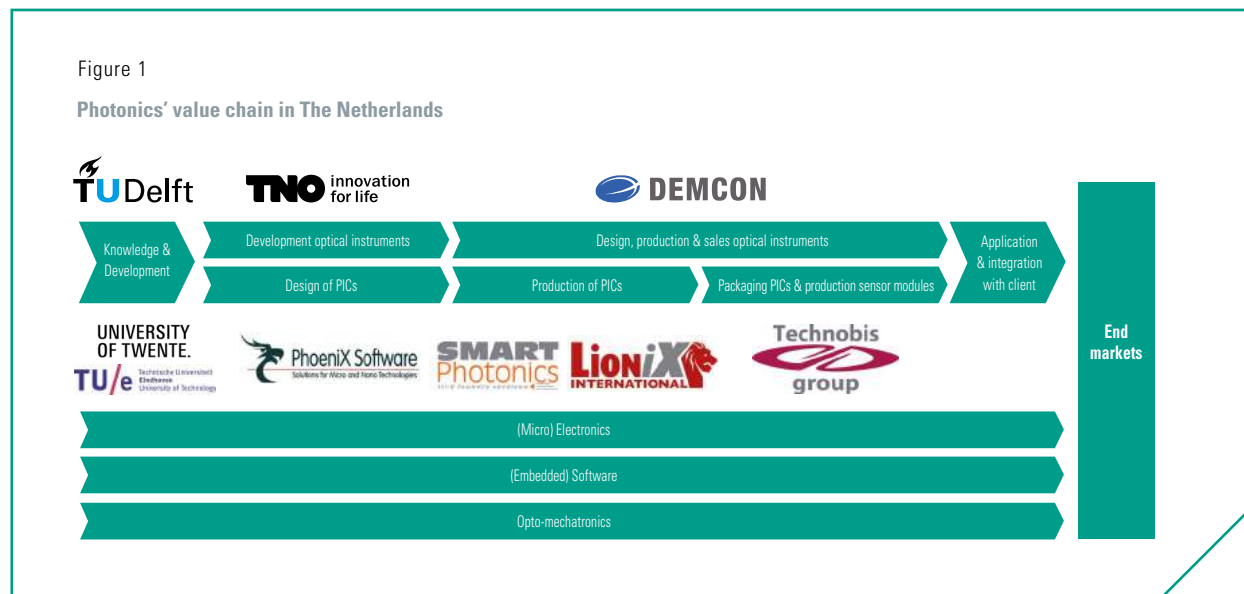 Figure 1
Photonics' value chain in The Netherlands
TU Delft
TNO innovation
for life
DEMCON
Knowledge &
Development
Development optical instruments
Design, production & sales optical instruments
Application
& integration
with client
Design of PICs
Production of PICs
Packaging PICs & production sensor modules
UNIVERSITY
OF TWENTE.
TU/e Technische Universiteit
Eindhoven
University of Technology
PhoeniX Software
Solutions for Micro and Nano Technologies
SMART
Photonics
LioniX
INTERNATIONAL
Technobis
group
End
markets
(Micro) Electronics
(Embedded) Software
Opto-mechatronics